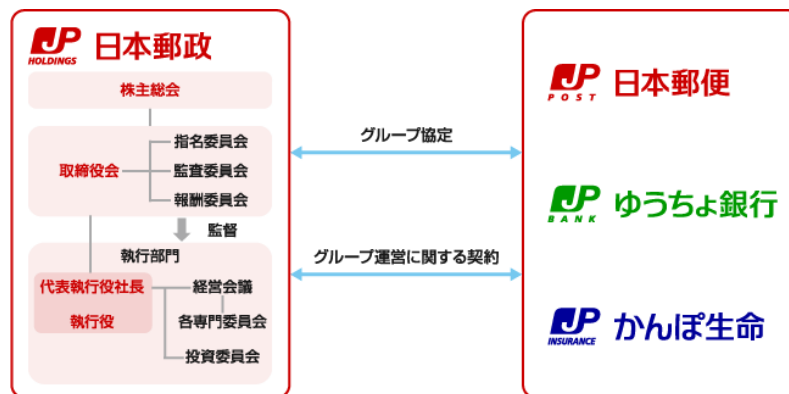 JP
HOLDINGS
日本郵政
株主総会
取締役会
指名委員会
監査委員会
報酬委員会
監督
執行部門
代表執行役社長
執行役
経営会議
各専門委員会
投資委員会
グループ協定
グループ運営に関する契約
JP
POST
日本郵便
JP
BANK
ゆうちょ銀行
JP
INSURANCE
かんぽ生命